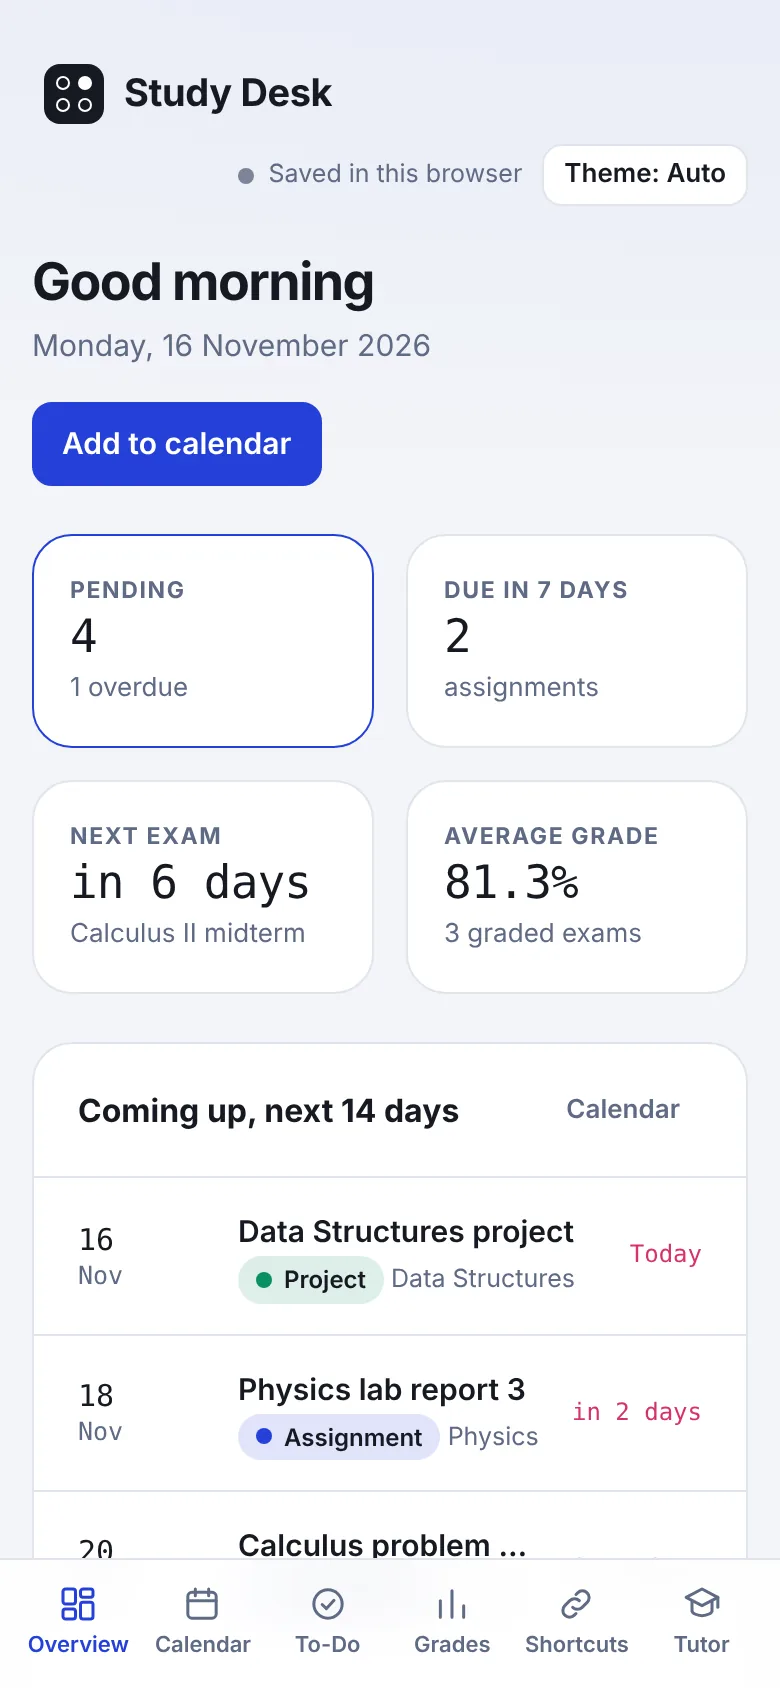 Study Desk
Saved in this browser
Theme: Auto
Good morning
Monday, 16 November 2026
Add to calendar
PENDING
4
1 overdue
DUE IN 7 DAYS
2
assignments
NEXT EXAM
in 6 days
Calculus II midterm
AVERAGE GRADE
81.3%
3 graded exams
Coming up, next 14 days
Calendar
16
Nov
Data Structures project
Project
Data Structures
Today
18
Nov
Physics lab report 3
Assignment
Physics
in 2 days
20
Calculus problem ...
Overview
Calendar
To-Do
Grades
Shortcuts
Tutor